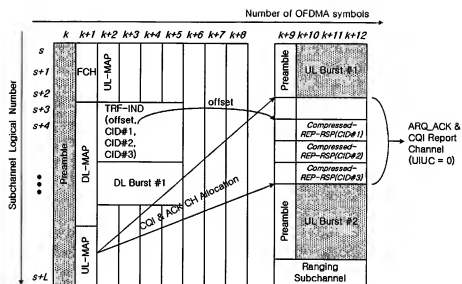 Number of OFDMA symbols
k k+1 k+2 k+3 k+4 k+5 k+6 k+7 k+8 k+9 k+10 k+11 k+12
Subchannel Logical Number
s
s+1
s+2
s+3
s+4
s+L
Preamble
FCH
UL-MAP
DL-MAP
UL-MAP
TRF-IND
(offset,
CID#1,
CID#2,
CID#3)
DL Burst #1
offset
CQI & ACK CH Allocation
Preamble
UL Burst #1
Compressed-
REP-RSP(CID#1)
Compressed-
REP-RSP(CID#2)
Compressed-
REP-RSP(CID#3)
Preamble
UL Burst
#2
Ranging
Subchannel
ARQ_ACK &
CQI Report
Channel
(UIUC = 0)